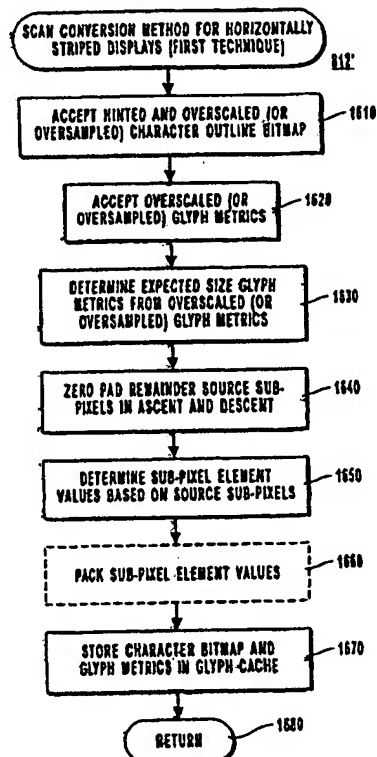 SCAN CONVERSION METHOD FOR HORIZONTALLY
STRIPED DISPLAYS (FIRST TECHNIQUE)
812'
ACCEPT HINTED AND OVERSCALED (OR
OVERSAMPLED) CHARACTER OUTLINE BITMAP
1610
ACCEPT OVERSCALED (OR
OVERSAMPLED) GLYPH METRICS
1620
DETERMINE EXPECTED SIZE GLYPH
METRICS FROM OVERSCALED (OR
OVERSAMPLED) GLYPH METRICS
1630
ZERO PAD REMAINDER SOURCE SUB-
PIXELS IN ASCENT AND DESCENT
1640
DETERMINE SUB-PIXEL ELEMENT
VALUES BASED ON SOURCE SUB-PIXELS
1650
PACK SUB-PIXEL ELEMENT VALUES
1660
STORE CHARACTER BITMAP AND
GLYPH METRICS IN GLYPH-CACHE
1670
RETURN
1680